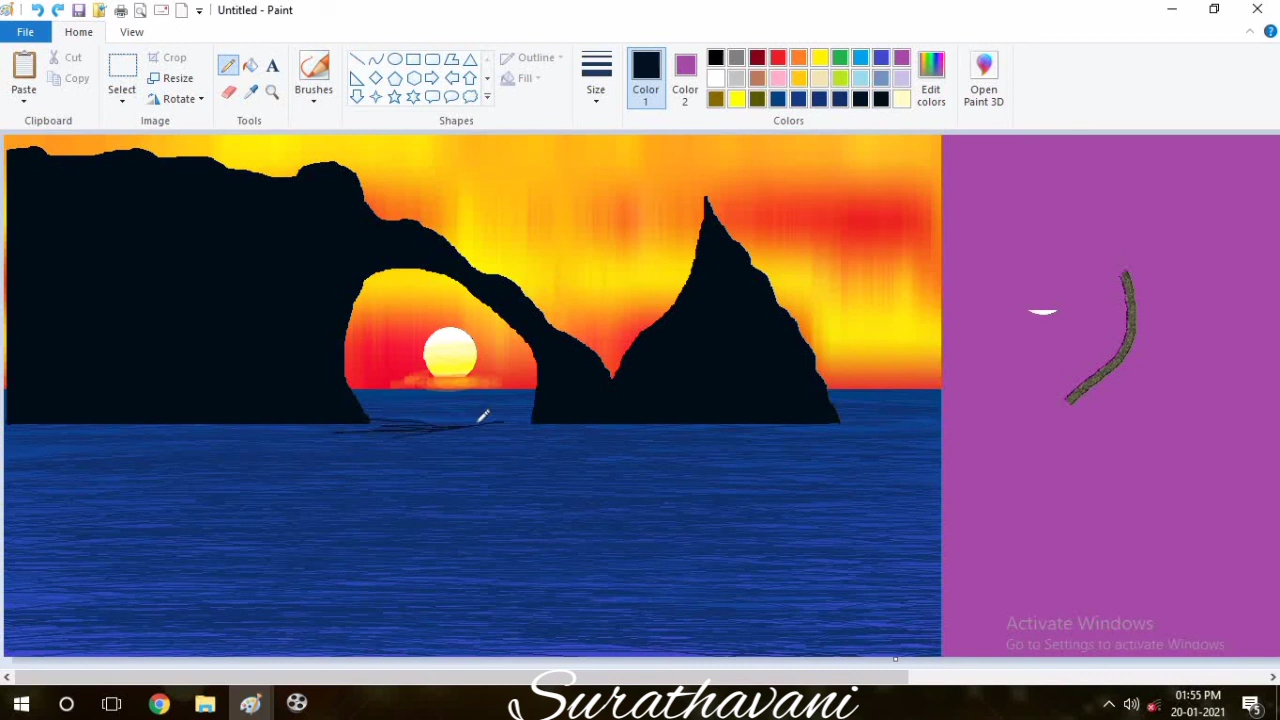 Untitled - Paint
File
Home
View
Paste
Cut
Copy
Clipboard
Select
Crop
Resize
Rotate
Image
Tools
Brushes
Shapes
Outline
Fill
Size
Color 1
Color 2
Colors
Edit colors
Open Paint 3D
Activate Windows
Go to Settings to activate Windows.
Surathavani
01:55 PM
20-01-2021
5